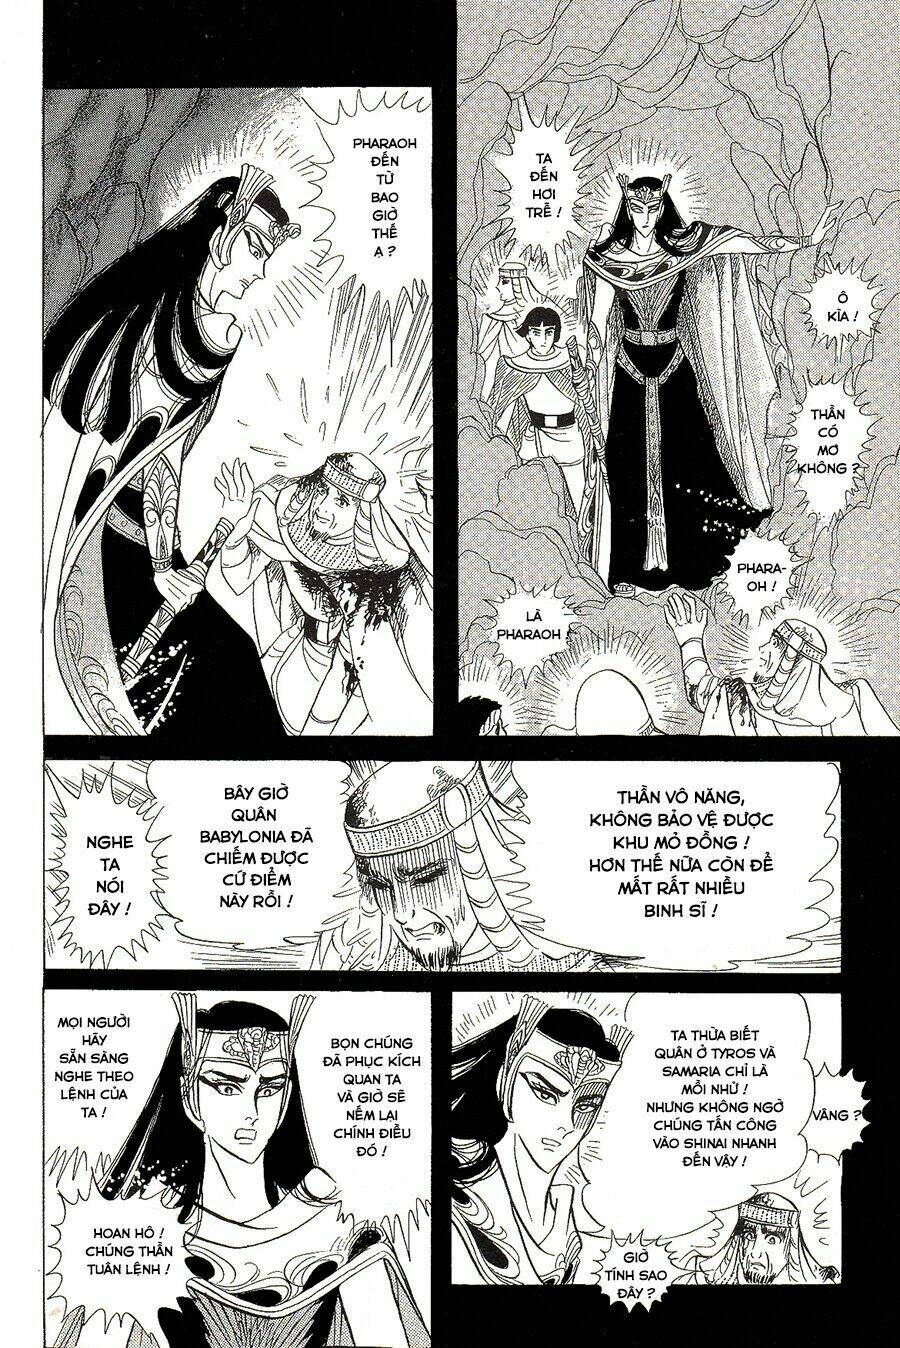 TA
ĐẾN
HƠI
TRỄ !
Ô
KÌA !
THẦN
CÓ
MƠ
KHÔNG ?
PHARA-
OH !
LÀ
PHARAOH !
PHARAOH
ĐẾN
TỪ
BAO
GIỜ
THẾ
Ạ ?
THẦN VÔ NĂNG,
KHÔNG BẢO VỆ ĐƯỢC
KHU MỎ ĐỒNG !
HƠN THẾ NỮA CÒN ĐỂ
MẤT RẤT NHIỀU
BINH SĨ !
BÂY GIỜ
QUÂN
BABYLONIA ĐÃ
CHIẾM ĐƯỢC
CỨ ĐIỂM
NÀY RỒI !
NGHE
TA
NÓI
ĐÂY !
TA THỪA BIẾT
QUÂN Ở TYROS VÀ
SAMARIA CHỈ LÀ
MỒI NHỬ !
NHƯNG KHÔNG NGỜ
CHÚNG TẤN CÔNG
VÀO SHINAI NHANH
ĐẾN VẬY !
VÂNG ?
GIỜ
TÍNH SAO
ĐÂY ?
BỌN CHÚNG
ĐÃ PHỤC KÍCH
QUAN TA
VÀ GIỜ SẼ
NẾM LẠI
CHÍNH ĐIỀU
ĐÓ !
MỌI NGƯỜI
HÃY
SẴN SÀNG
NGHE THEO
LỆNH CỦA
TA !
HOAN HÔ !
CHÚNG THẦN
TUÂN LỆNH !